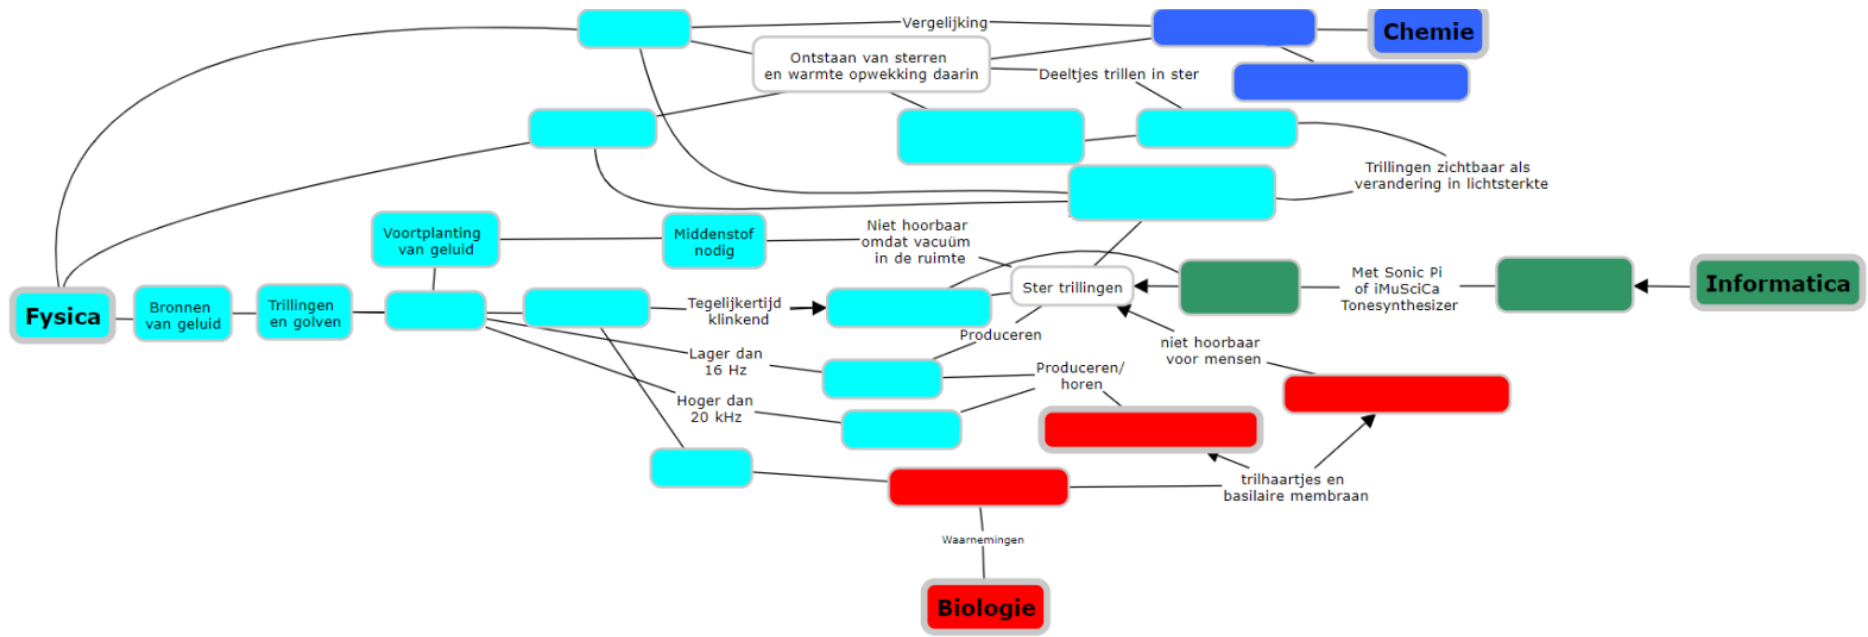 Vergelijking
Chemie
Ontstaan van sterren
en warmte opwekking daarin
Deeltjes trillen in ster
Trillingen zichtbaar als
verandering in lichtsterkte
Voortplanting
van geluid
Middenstof
nodig
Niet hoorbaar
omdat vacuüm
in de ruimte
Fysica
Bronnen
van geluid
Trillingen
en golven
Tegelijkertijd
klinkend
Ster trillingen
Met Sonic Pi
of iMuSciCa
Tonesynthesizer
Informatica
Produceren
niet hoorbaar
voor mensen
Lager dan
16 Hz
Produceren/
horen
Hoger dan
20 kHz
trilhaartjes en
basilaire membraan
Waarnemingen
Biologie